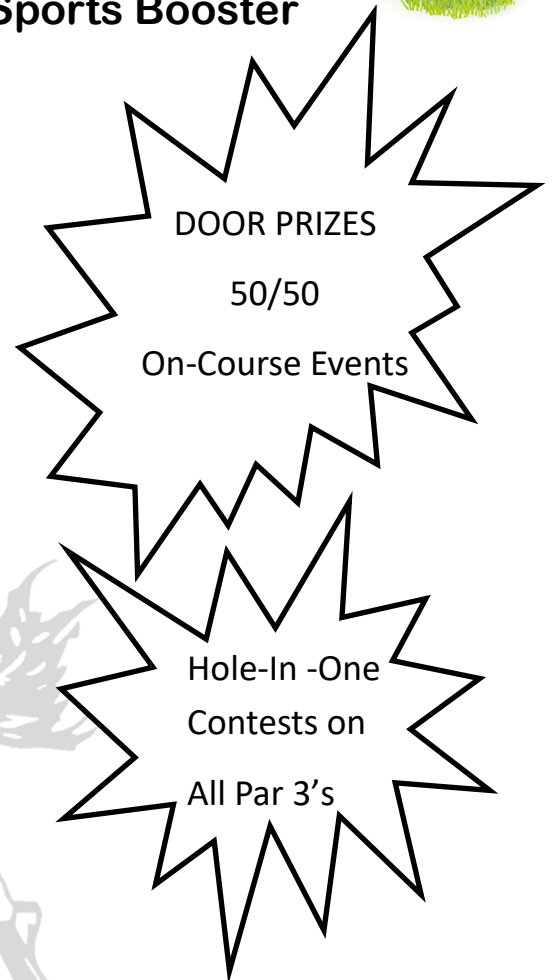 Sports Booster
DOOR PRIZES
50/50
On-Course Events
Hole-In -One
Contests on
All Par 3’s